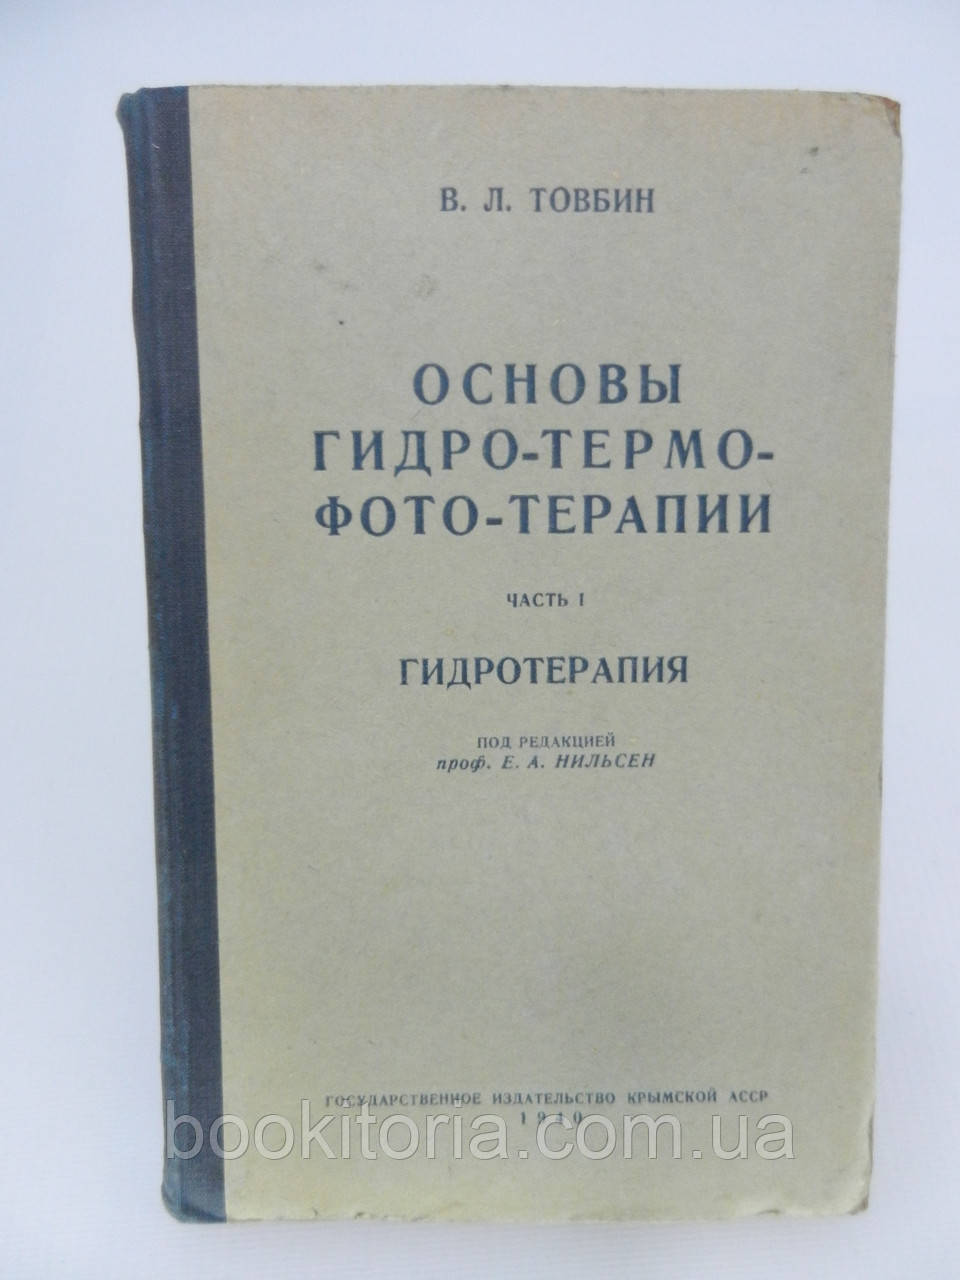 В. Л. ТОВБИН
ОСНОВЫ
ГИДРО-ТЕРМО-
ФОТО-ТЕРАПИИ
ЧАСТЬ I
ГИДРОТЕРАПИЯ
ПОД РЕДАКЦИЕЙ
проф. Е. А. НИЛЬСЕН
ГОСУДАРСТВЕННОЕ ИЗДАТЕЛЬСТВО КРЫМСКОЙ АССР
1940
bookitoria.com.ua